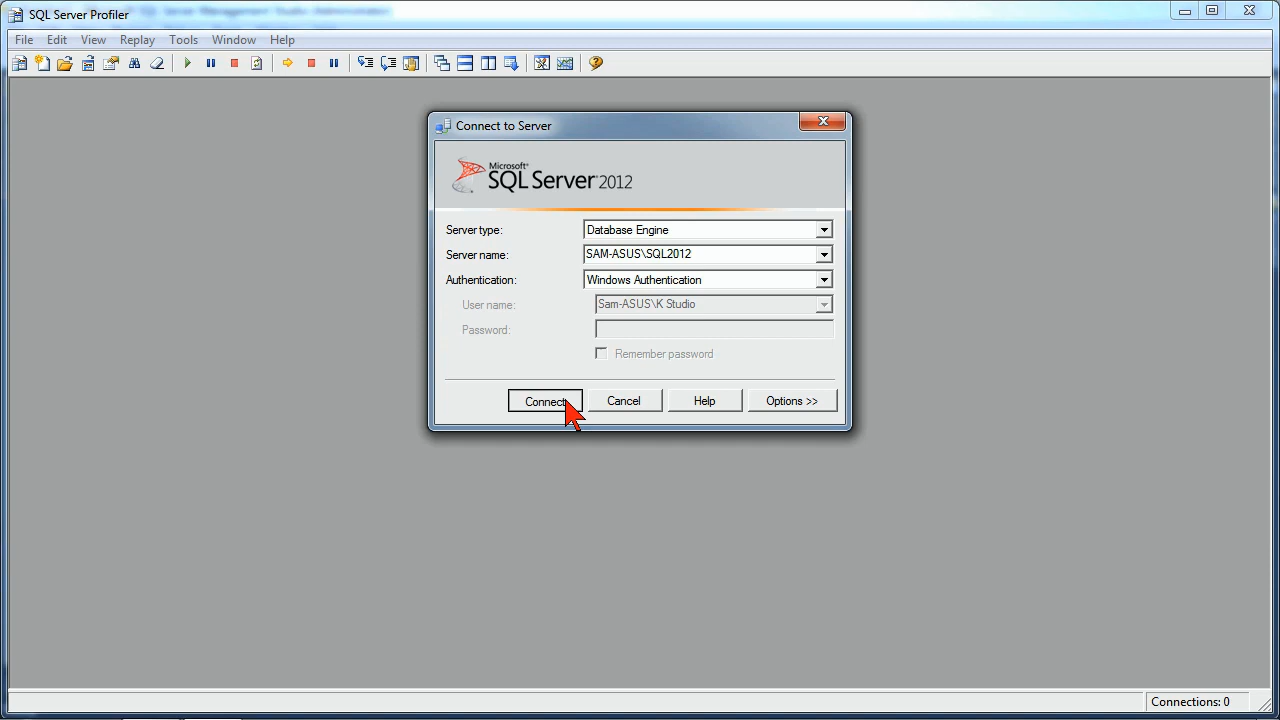 SQL Server Profiler
File Edit View Replay Tools Window Help
Connect to Server
Microsoft®
SQL Server 2012
Server type: Database Engine
Server name: SAM-ASUS\SQL2012
Authentication: Windows Authentication
User name: Sam-ASUS\K Studio
Password:
Remember password
Connect Cancel Help Options >>
Connections: 0